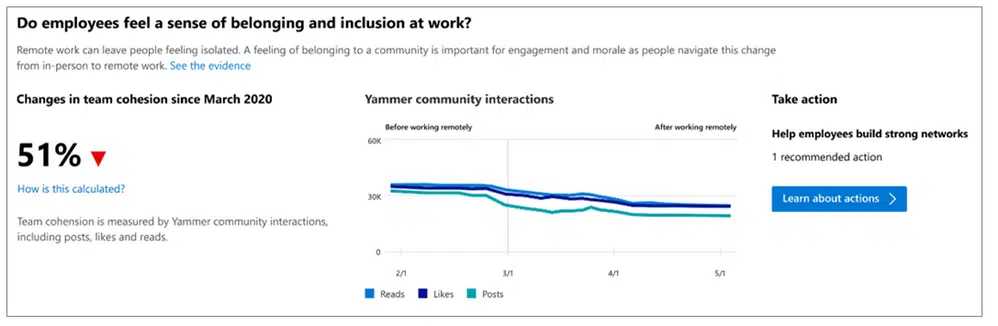 Do employees feel a sense of belonging and inclusion at work?
Remote work can leave people feeling isolated. A feeling of belonging to a community is important for engagement and morale as people navigate this change
from in-person to remote work. See the evidence
Changes in team cohesion since March 2020
51%
How is this calculated?
Team cohension is measured by Yammer community interactions,
including posts, likes and reads.
Yammer community interactions
Before working remotely
After working remotely
60K
30K
0
2/1
3/1
4/1
5/1
Reads
Likes
Posts
Take action
Help employees build strong networks
1 recommended action
Learn about actions